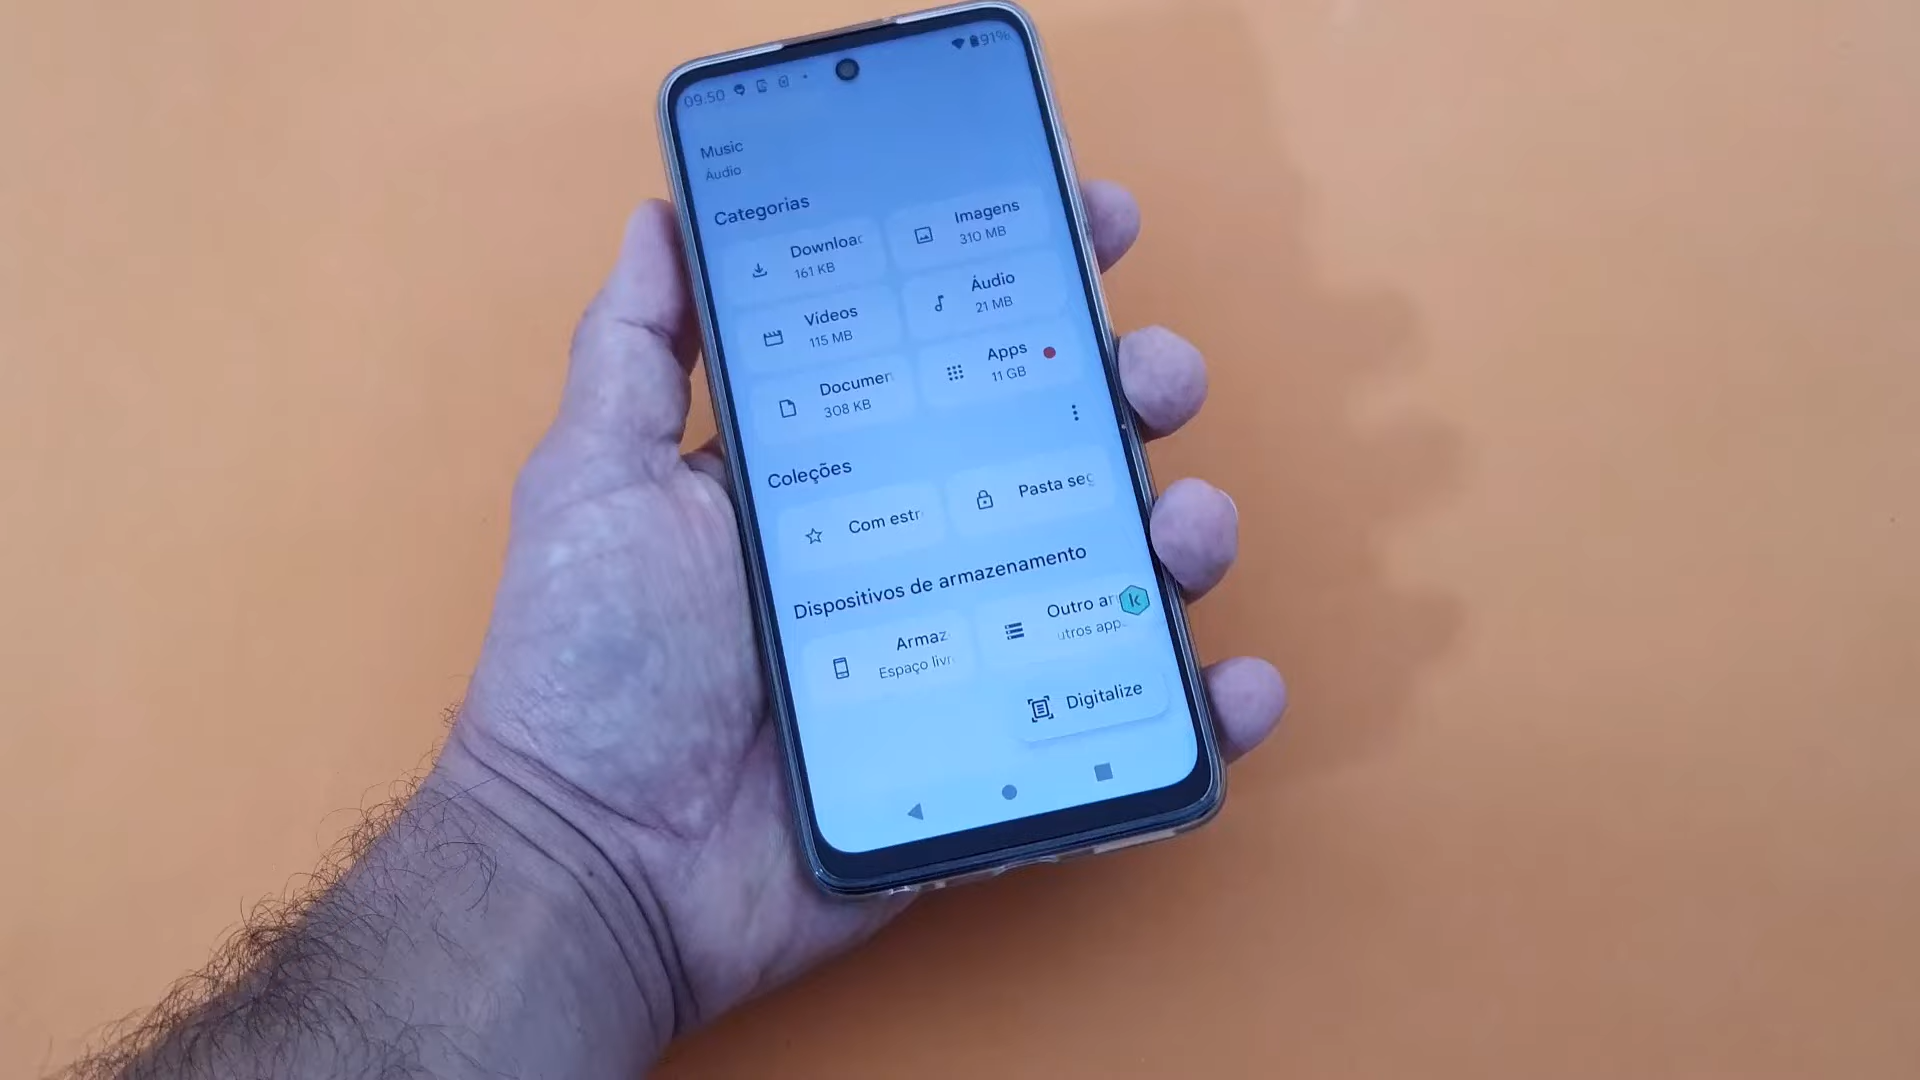 09:50
91%
Music
Áudio
Categorias
Downloac
161 KB
Imagens
310 MB
Vídeos
115 MB
Áudio
21 MB
Documen
308 KB
Apps
11 GB
Coleções
Com estr
Pasta seg
Dispositivos de armazenamento
Armaz
Espaço livr
Outro ar
utros app
Digitalize